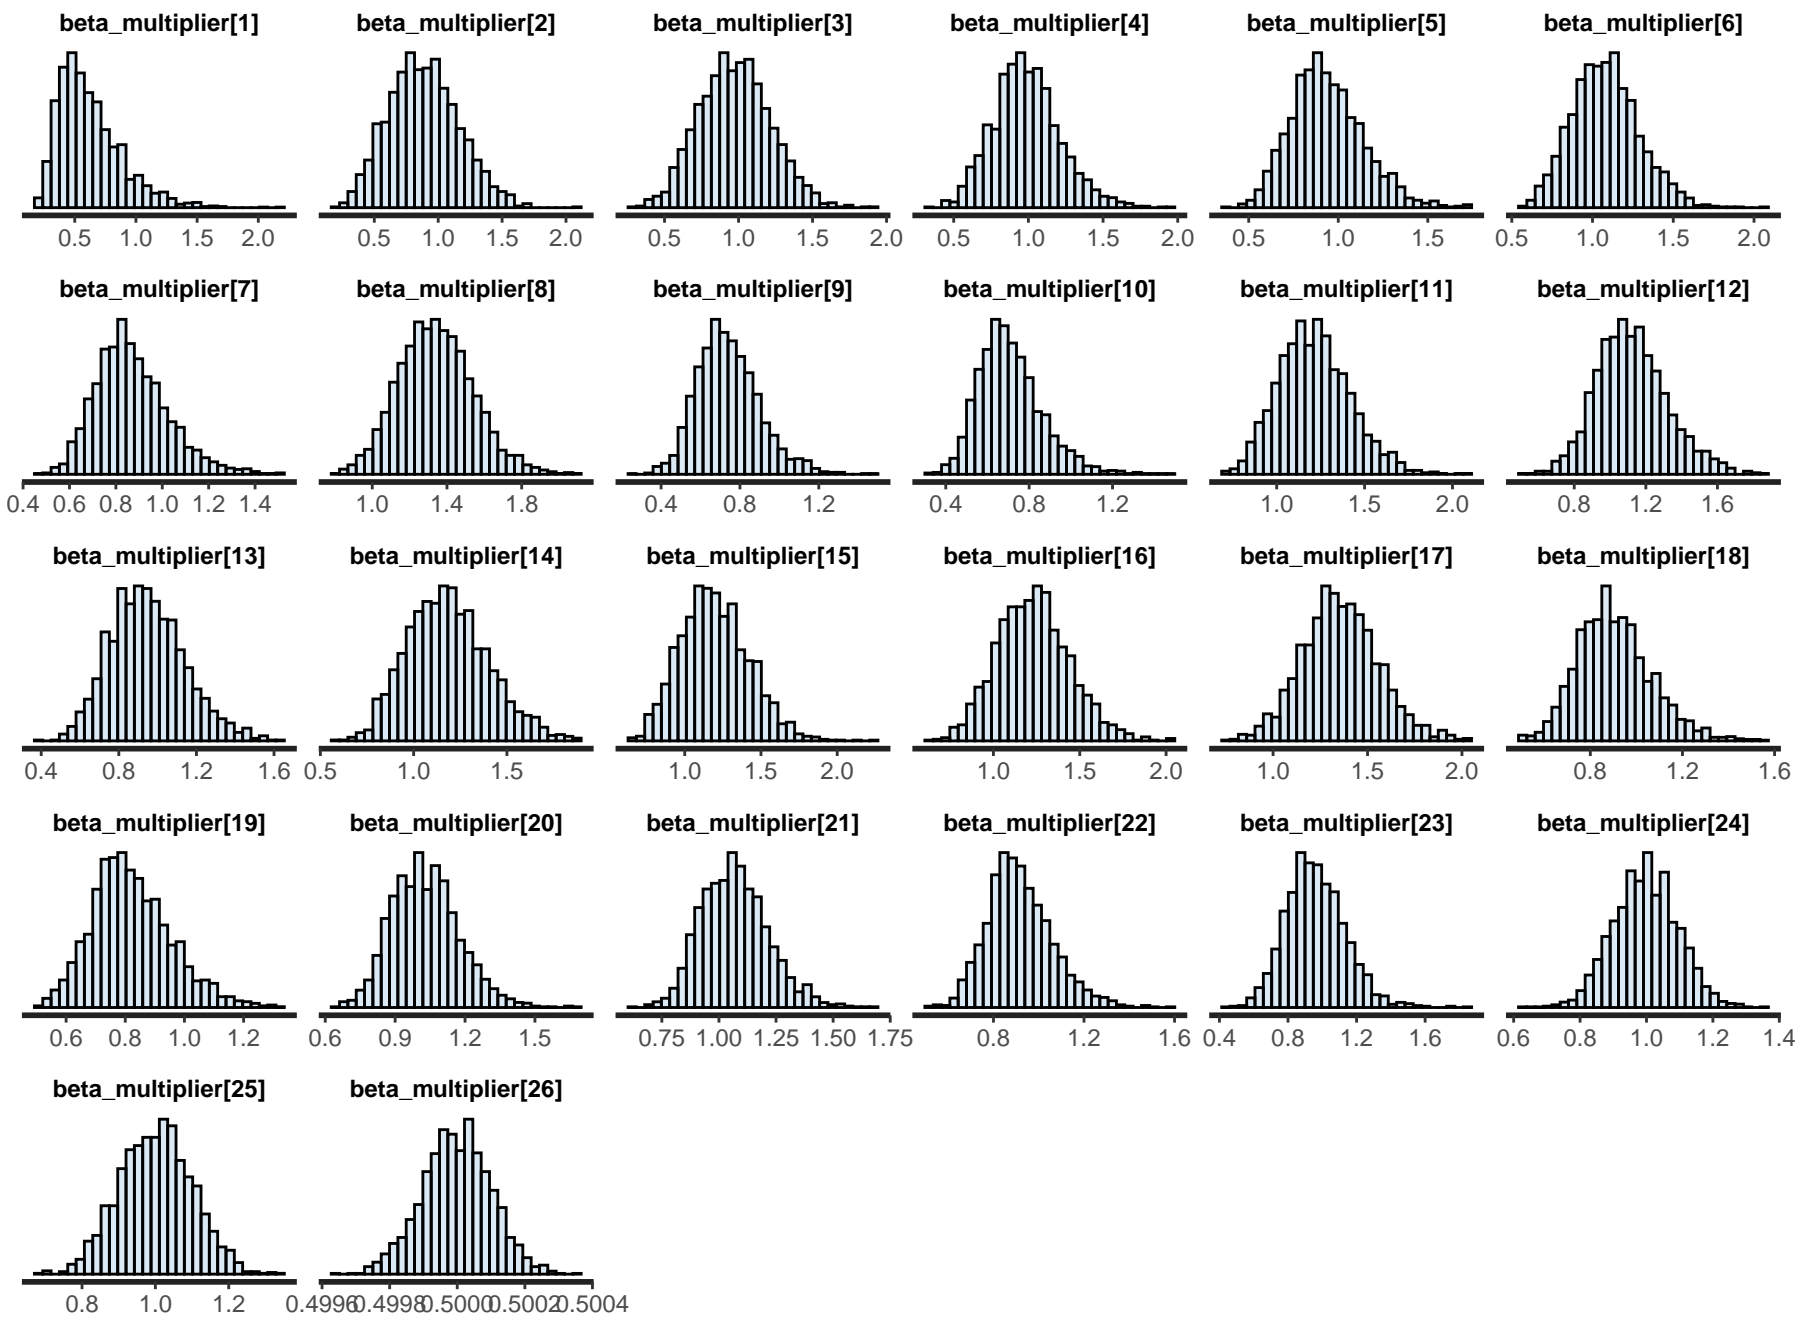 beta_multiplier[1] beta_multiplier[2] beta_multiplier[3] beta_multiplier[4] beta_multiplier[5] beta_multiplier[6]
0.5 1.0 1.5 2.0 0.5 1.0 1.5 2.0 0.5 1.0 1.5 2.0 0.5 1.0 1.5 2.0 0.5 1.0 1.5 0.5 1.0 1.5 2.0
beta_multiplier[7] beta_multiplier[8] beta_multiplier[9] beta_multiplier[10] beta_multiplier[11] beta_multiplier[12]
0.4 0.6 0.8 1.0 1.2 1.4 1.0 1.4 1.8 0.4 0.8 1.2 0.4 0.8 1.2 1.0 1.5 2.0 0.8 1.2 1.6
beta_multiplier[13] beta_multiplier[14] beta_multiplier[15] beta_multiplier[16] beta_multiplier[17] beta_multiplier[18]
0.4 0.8 1.2 1.6 0.5 1.0 1.5 1.0 1.5 2.0 1.0 1.5 2.0 1.0 1.5 2.0 0.8 1.2 1.6
beta_multiplier[19] beta_multiplier[20] beta_multiplier[21] beta_multiplier[22] beta_multiplier[23] beta_multiplier[24]
0.6 0.8 1.0 1.2 0.6 0.9 1.2 1.5 0.75 1.00 1.25 1.50 1.75 0.8 1.2 1.6 0.4 0.8 1.2 1.6 0.6 0.8 1.0 1.2 1.4
beta_multiplier[25] beta_multiplier[26]
0.8 1.0 1.2 0.4996 0.4998 0.5000 0.5002 0.5004